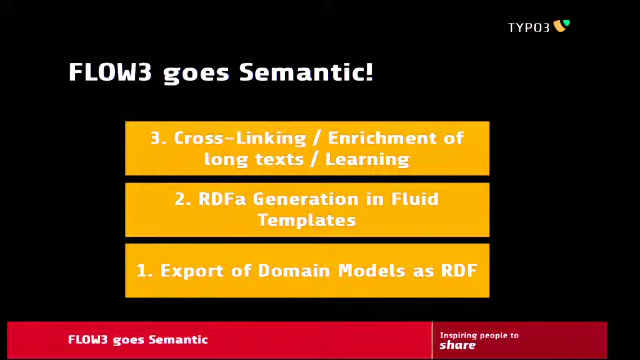 TYPO3
FLOW3 goes Semantic!
3. Cross-Linking / Enrichment of
long texts / Learning
2. RDFa Generation in Fluid
Templates
1. Export of Domain Models as RDF
FLOW3 goes Semantic
Inspiring people to
share